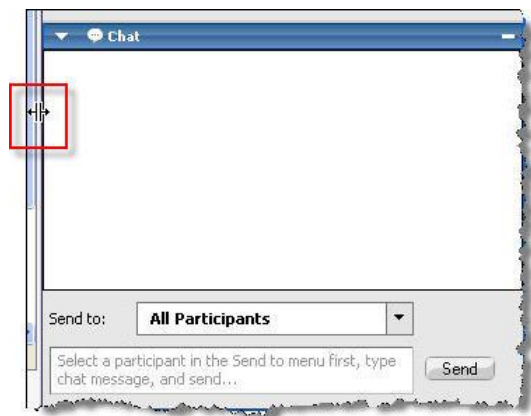 Chat
Send to: All Participants
Select a participant in the Send to menu first, type
chat message, and send...
Send